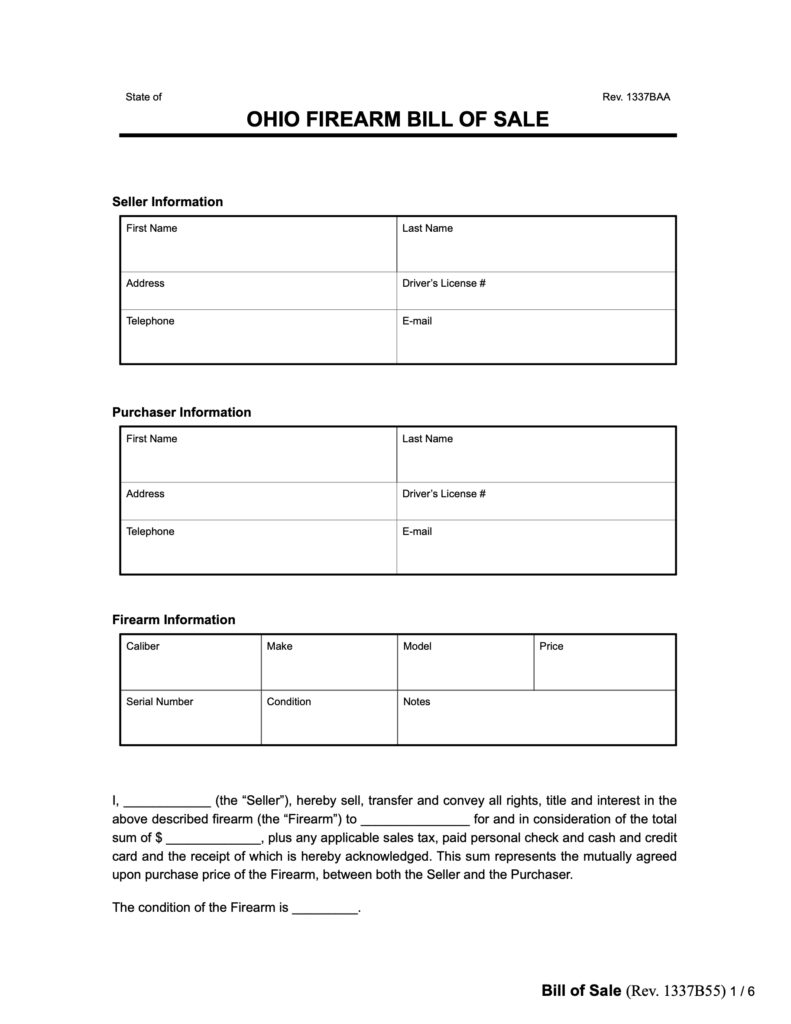 State of Rev. 1337BAA
OHIO FIREARM BILL OF SALE
Seller Information
First Name Last Name
Address Driver’s License #
Telephone E-mail
Purchaser Information
First Name Last Name
Address Driver’s License #
Telephone E-mail
Firearm Information
Caliber Make Model Price
Serial Number Condition Notes
I, ____________ (the “Seller”), hereby sell, transfer and convey all rights, title and interest in the
above described firearm (the “Firearm”) to _______________ for and in consideration of the total
sum of $ _____________, plus any applicable sales tax, paid personal check and cash and credit
card and the receipt of which is hereby acknowledged. This sum represents the mutually agreed
upon purchase price of the Firearm, between both the Seller and the Purchaser.
The condition of the Firearm is _________.
Bill of Sale (Rev. 1337B55) 1 / 6